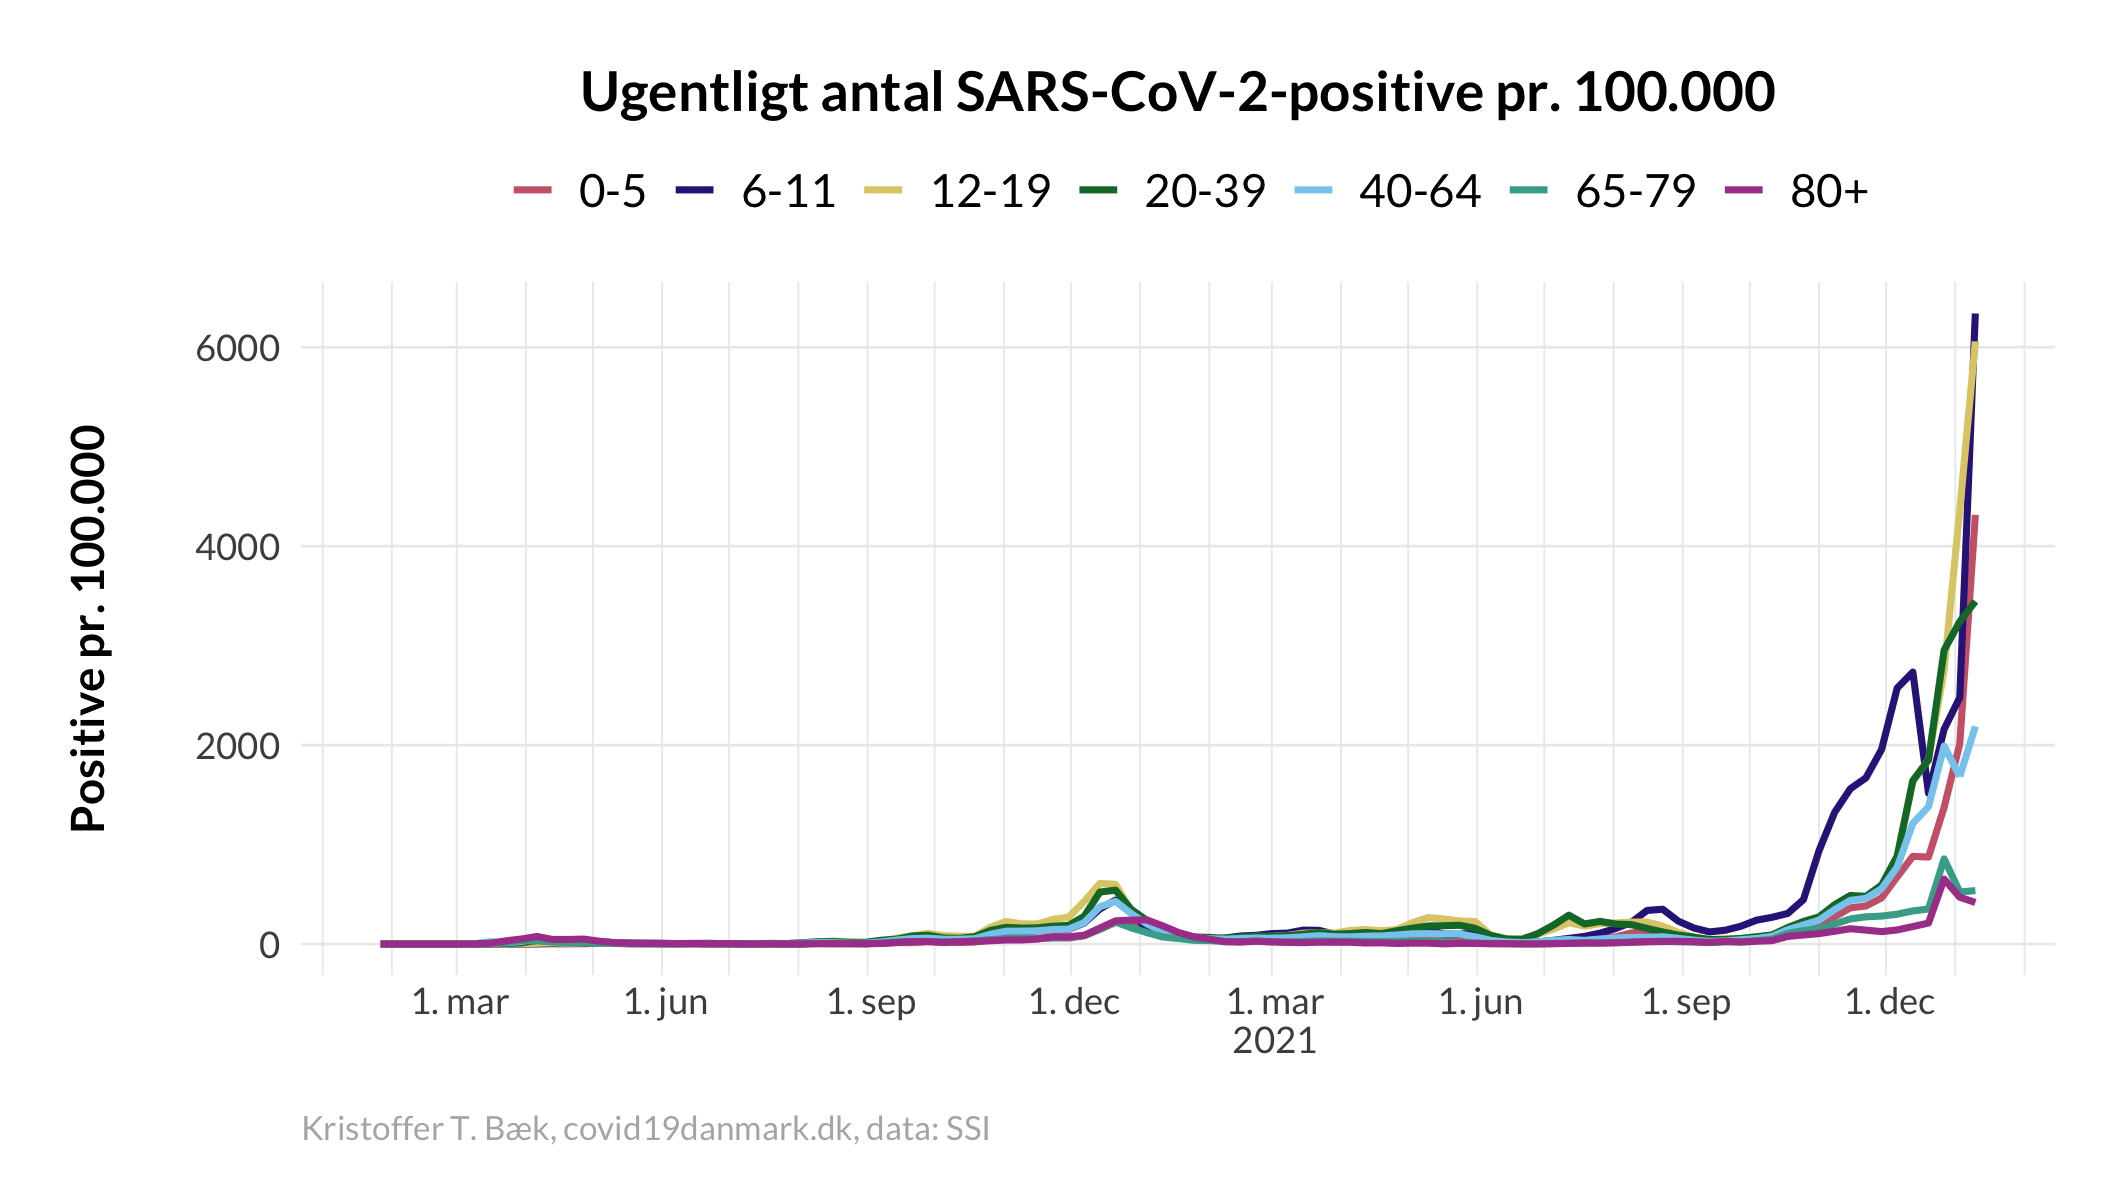 Ugentligt antal SARS-CoV-2-positive pr. 100.000
0-5 6-11 12-19 20-39 40-64 65-79 80+
Positive pr. 100.000
6000
4000
2000
0
1. mar 1. jun 1. sep 1. dec 1. mar 1. jun 1. sep 1. dec
2021
Kristoffer T. Bæk, covid19danmark.dk, data: SSI